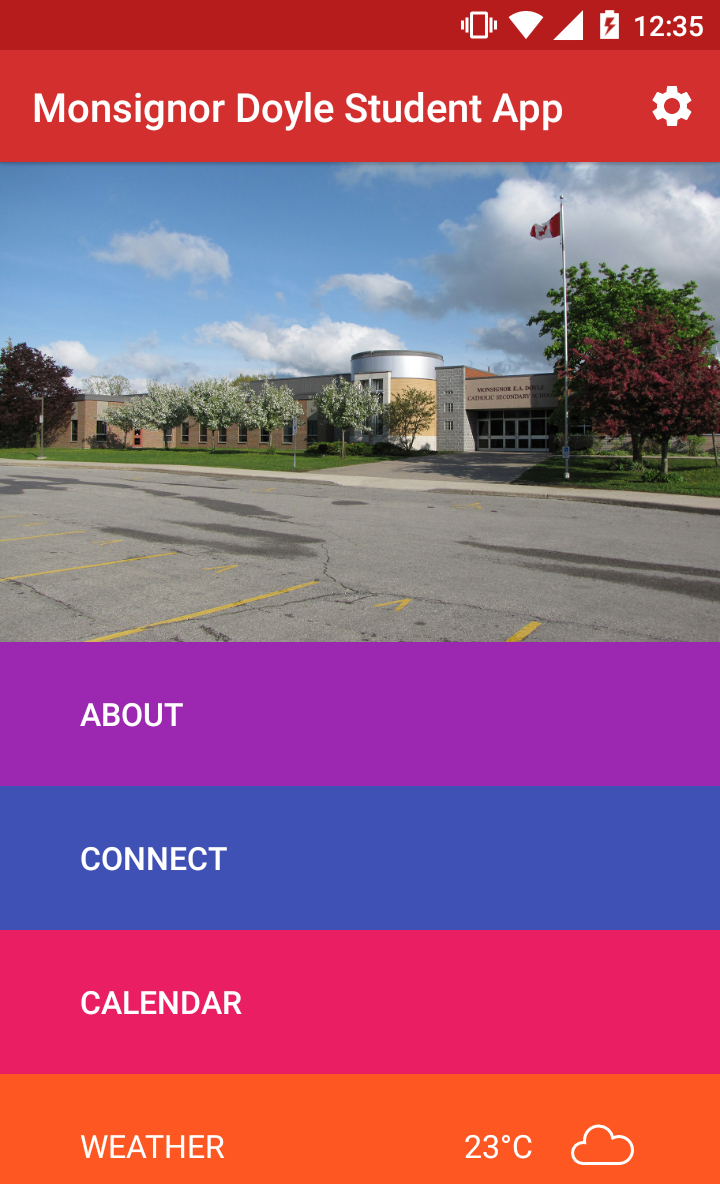 12:35
Monsignor Doyle Student App
MONSIGNOR E.A. DOYLE
CATHOLIC SECONDARY SCHOOL
ABOUT
CONNECT
CALENDAR
WEATHER 23°C